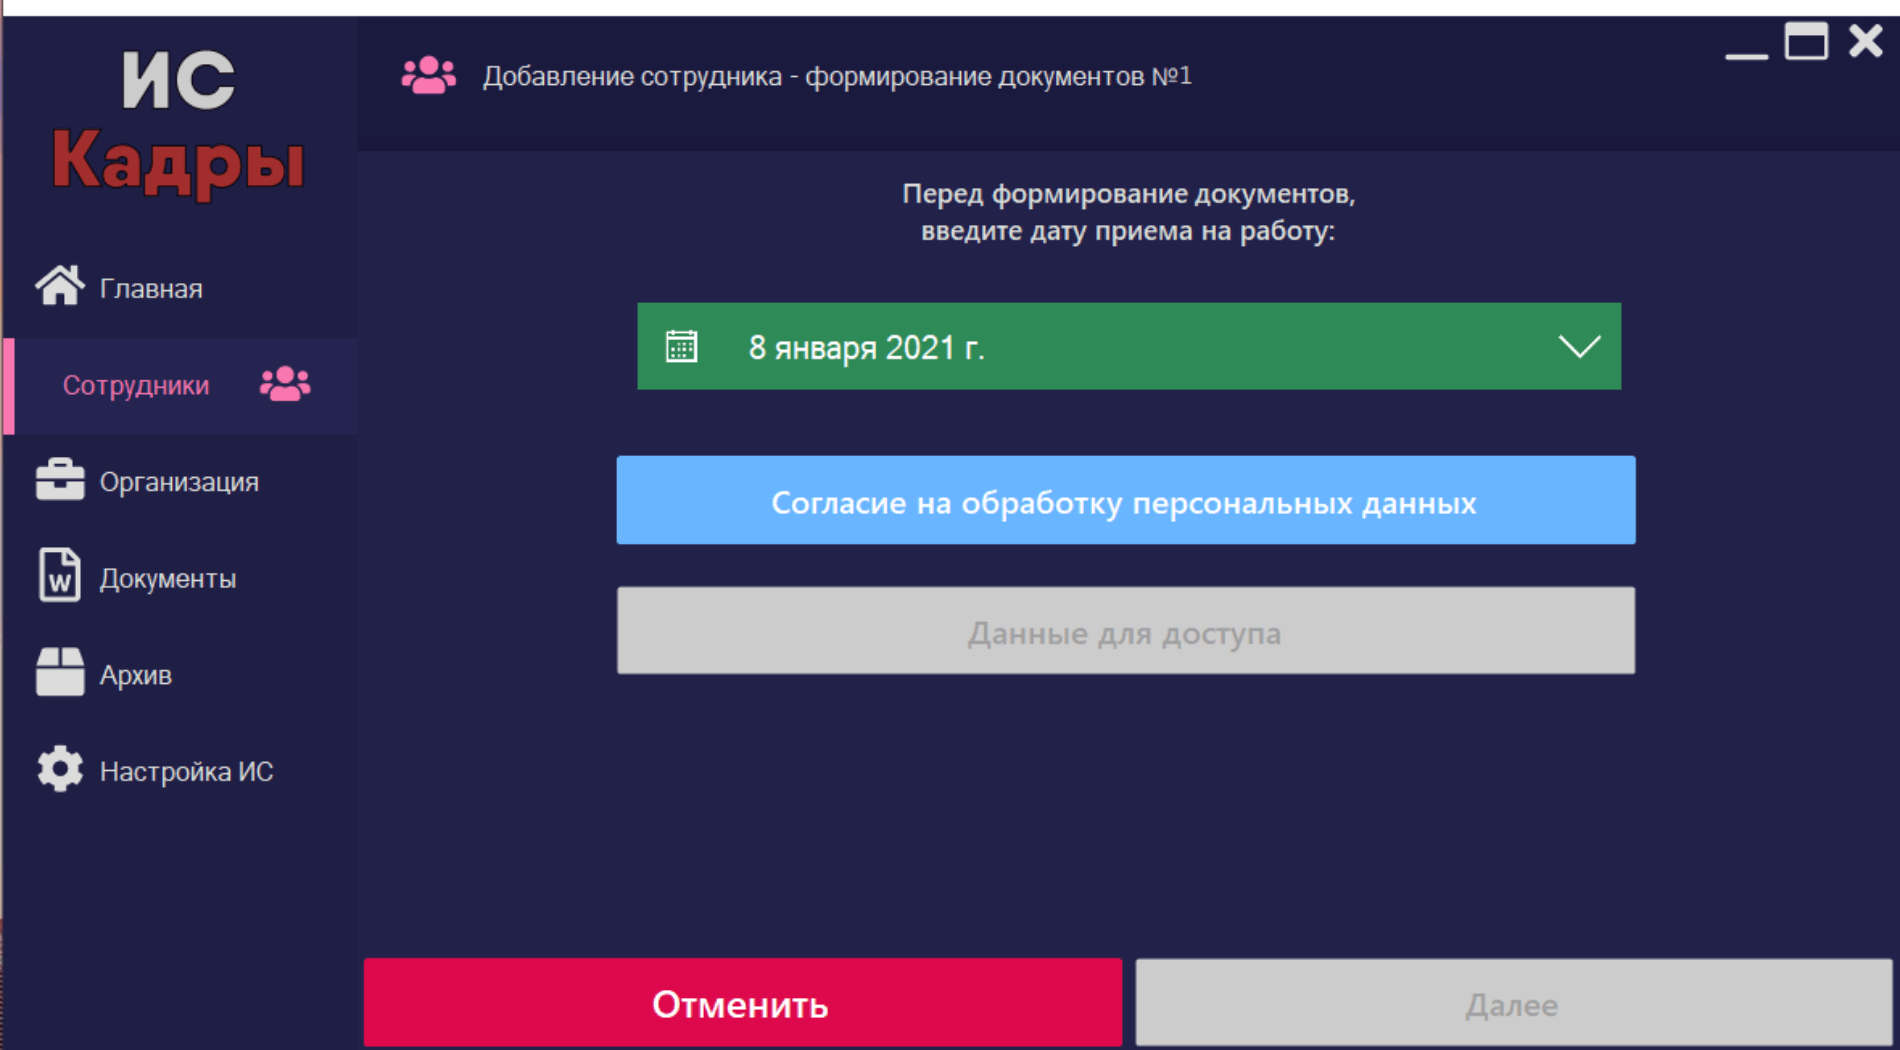 ИС
Кадры
Главная
Сотрудники
Организация
W
Документы
Архив
Настройка ИС
Добавление сотрудника - формирование документов №1
Перед формирование документов,
введите дату приема на работу:
8 января 2021 г.
Согласие на обработку персональных данных
Данные для доступа
Отменить
Далее